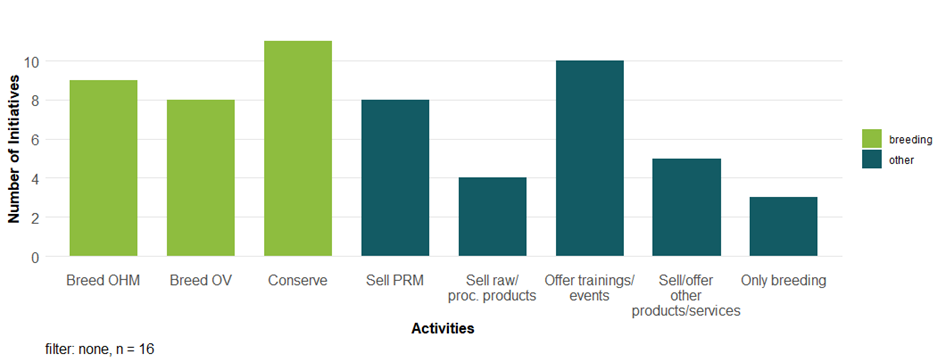 Number of Initiatives
10
8
6
4
2
0
Breed OHM
Breed OV
Conserve
Sell PRM
Sell raw/
proc. products
Offer trainings/
events
Sell/offer
other
products/services
Only breeding
Activities
breeding
other
filter: none, n = 16